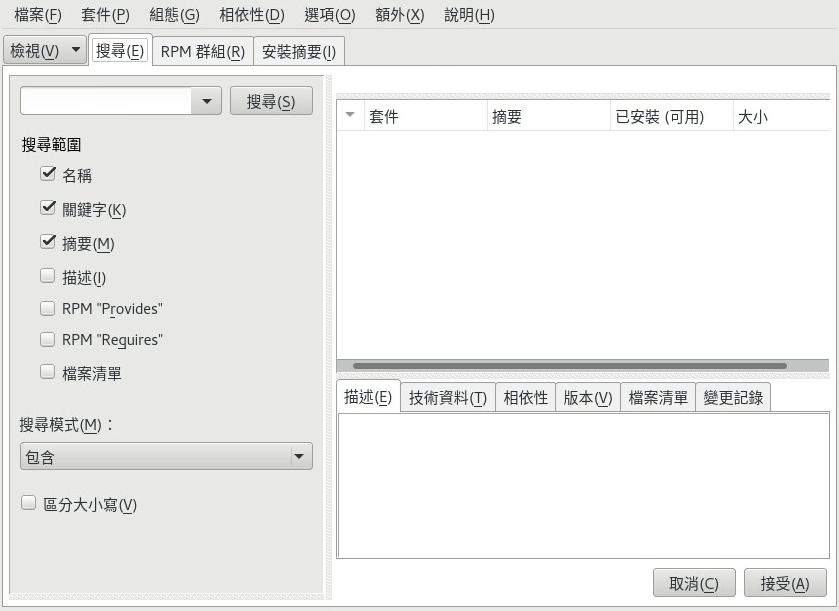 檔案(F) 套件(P) 組態(G) 相依性(D) 選項(O) 額外(X) 說明(H)
檢視(V) 搜尋(E) RPM 群組(R) 安裝摘要(I)
搜尋(S)
搜尋範圍
名稱
關鍵字(K)
摘要(M)
描述(I)
RPM "Provides"
RPM "Requires"
檔案清單
搜尋模式(M)：
包含
區分大小寫(V)
套件 摘要 已安裝 (可用) 大小
描述(E) 技術資料(T) 相依性 版本(V) 檔案清單 變更記錄
取消(C) 接受(A)